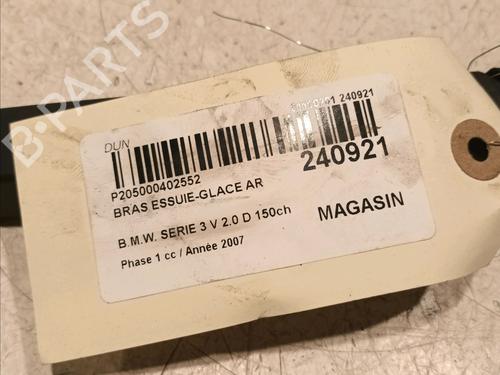 B-PARTS
DUN
240921
P205000402552
240921
BRAS ESSUIE-GLACE AR
MAGASIN
B.M.W. SERIE 3 V 2.0 D 150ch
Phase 1 cc / Année 2007